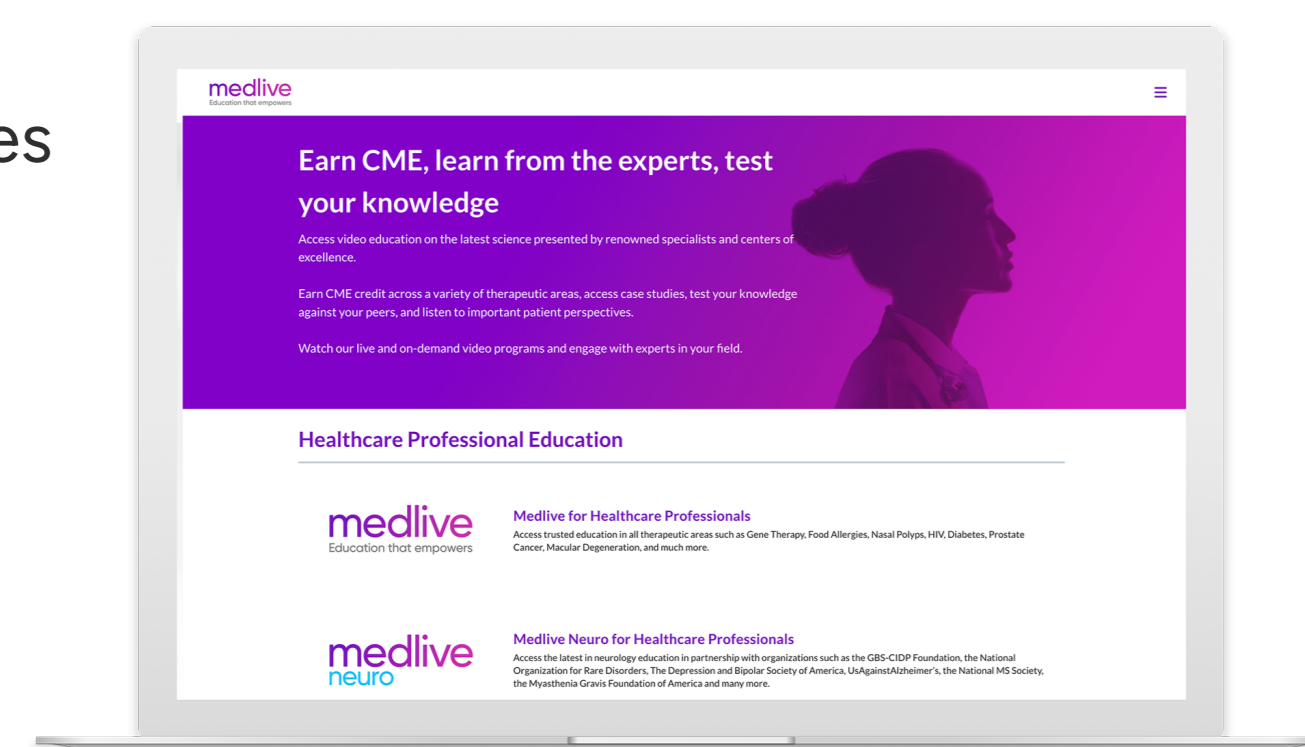 es
medlive
Education that empowers
Earn CME, learn from the experts, test
your knowledge
Access video education on the latest science presented by renowned specialists and centers of
excellence.
Earn CME credit across a variety of therapeutic areas, access case studies, test your knowledge
against your peers, and listen to important patient perspectives.
Watch our live and on-demand video programs and engage with experts in your field.
Healthcare Professional Education
medlive
Education that empowers
Medlive for Healthcare Professionals
Access trusted education in all therapeutic areas such as Gene Therapy, Food Allergies, Nasal Polyps, HIV, Diabetes, Prostate
Cancer, Macular Degeneration, and much more.
medlive
neuro
Medlive Neuro for Healthcare Professionals
Access the latest in neurology education in partnership with organizations such as the GBS-CIDP Foundation, the National
Organization for Rare Disorders, The Depression and Bipolar Society of America, UsAgainstAlzheimer's, the National MS Society,
the Myasthenia Gravis Foundation of America and many more.